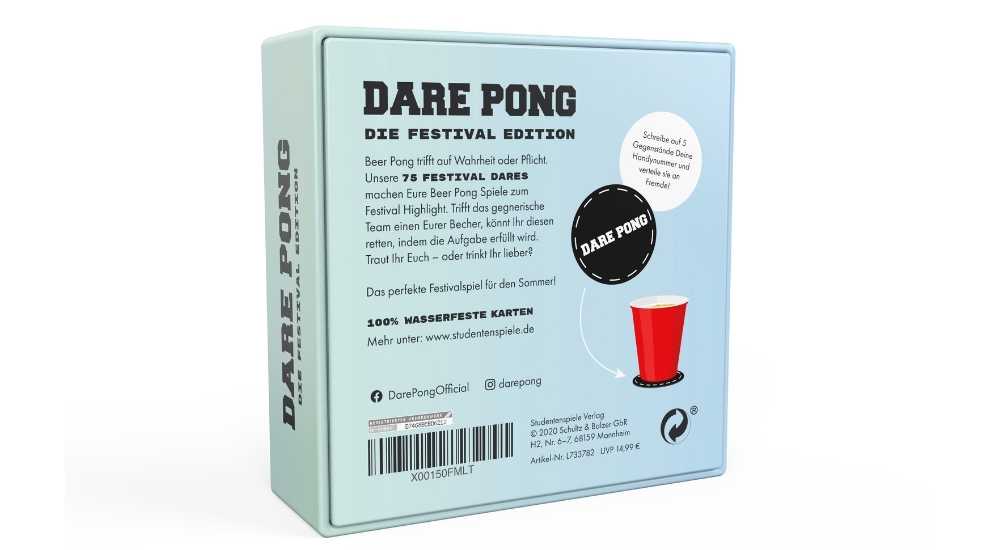 DARE PONG
DIE FESTIVAL EDITION
DARE PONG
DIE FESTIVAL EDITION
Beer Pong trifft auf Wahrheit oder Pflicht.
Unsere 75 FESTIVAL DARES
machen Eure Beer Pong Spiele zum
Festival Highlight. Trifft das gegnerische
Team einen Eurer Becher, könnt Ihr diesen
retten, indem die Aufgabe erfüllt wird.
Traut Ihr Euch – oder trinkt Ihr lieber?
Das perfekte Festivalspiel für den Sommer!
100% WASSERFESTE KARTEN
Mehr unter: www.studentenspiele.de
DarePongOfficial
darepong
Schreibe auf 5
Gegenstände Deine
Handynummer und
verteile sie an
Fremde!
DARE PONG
X00150FMLT
Studentenspiele Verlag
© 2020 Schultz & Bolzer GbR
H2, Nr. 6–7, 68159 Mannheim
Artikel-Nr. L733782 UVP 14,99 €
®